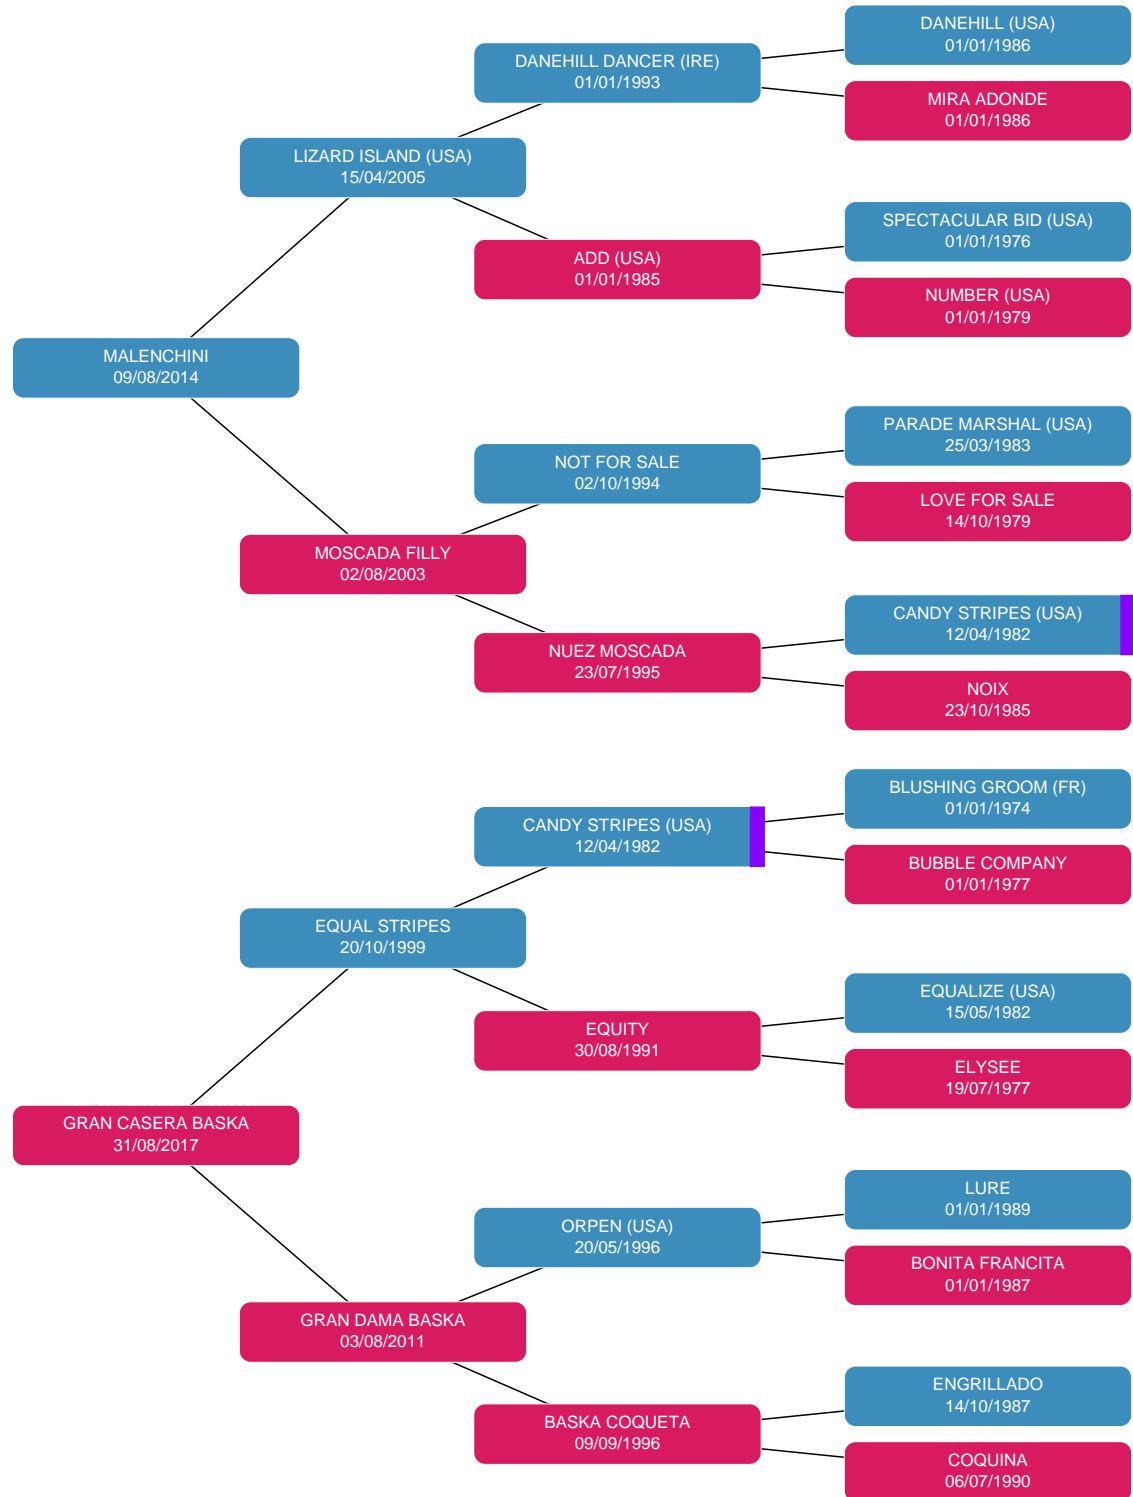 DANEHILL (USA)
01/01/1986
DANEHILL DANCER (IRE)
01/01/1993
MIRA ADONDE
01/01/1986
LIZARD ISLAND (USA)
15/04/2005
SPECTACULAR BID (USA)
01/01/1976
ADD (USA)
01/01/1985
NUMBER (USA)
01/01/1979
MALENCHINI
09/08/2014
PARADE MARSHAL (USA)
25/03/1983
NOT FOR SALE
02/10/1994
LOVE FOR SALE
14/10/1979
MOSCADA FILLY
02/08/2003
CANDY STRIPES (USA)
12/04/1982
NUEZ MOSCADA
23/07/1995
NOIX
23/10/1985
BLUSHING GROOM (FR)
01/01/1974
CANDY STRIPES (USA)
12/04/1982
BUBBLE COMPANY
01/01/1977
EQUAL STRIPES
20/10/1999
EQUALIZE (USA)
15/05/1982
EQUITY
30/08/1991
ELYSEE
19/07/1977
GRAN CASERA BASKA
31/08/2017
LURE
01/01/1989
ORPEN (USA)
20/05/1996
BONITA FRANCITA
01/01/1987
GRAN DAMA BASKA
03/08/2011
ENGRILLADO
14/10/1987
BASKA COQUETA
09/09/1996
COQUINA
06/07/1990